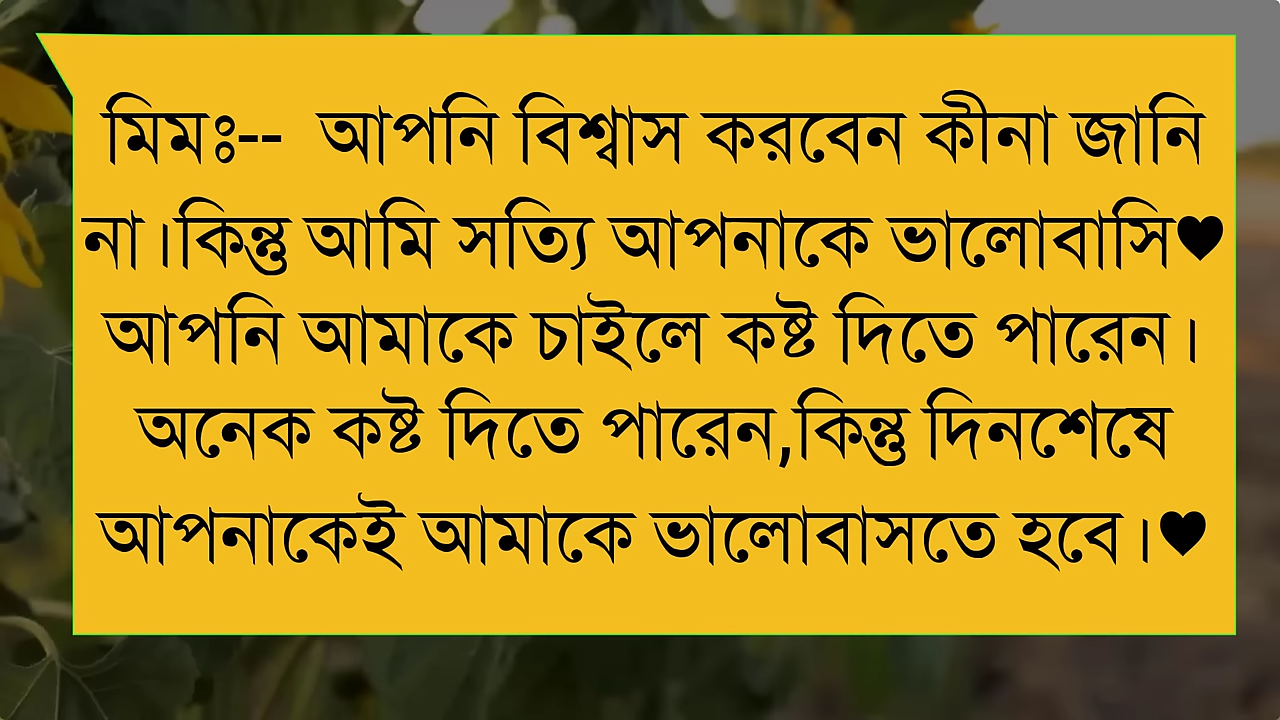 মিমঃ-- আপনি বিশ্বাস করবেন কীনা জানি
না।কিন্তু আমি সত্যি আপনাকে ভালোবাসি♥
আপনি আমাকে চাইলে কষ্ট দিতে পারেন।
অনেক কষ্ট দিতে পারেন,কিন্তু দিনশেষে
আপনাকেই আমাকে ভালোবাসতে হবে।♥